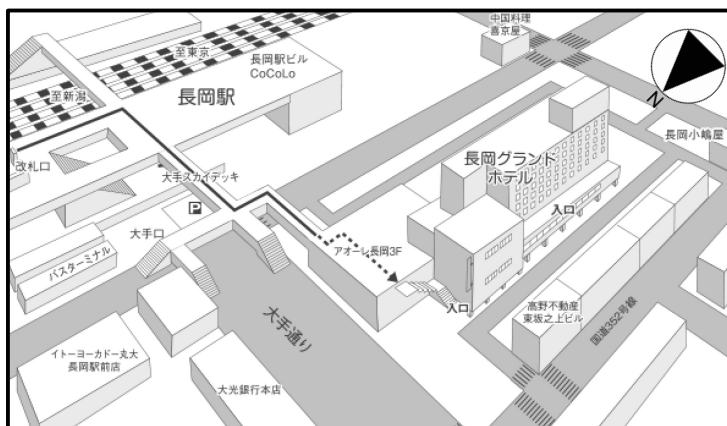 中国料理
喜京屋
至東京
長岡駅ビル
CoCoLo
長岡駅
至新潟
N
長岡小嶋屋
長岡グランド
ホテル
改札口
大手スカイデッキ
入口
P
大手口
アオーレ長岡3F
バスターミナル
入口
高野不動産
東坂之上ビル
国道352号線
大手通り
イトーヨーカドー丸大
長岡駅前店
大光銀行本店